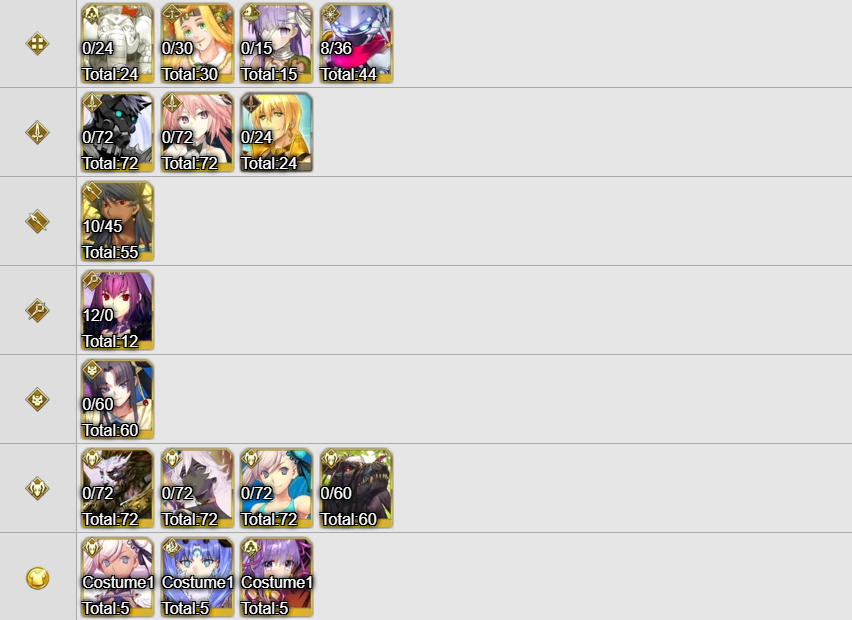 0/24 0/30 0/15 8/36
Total:24 Total:30 Total:15 Total:44
0/72 0/72 0/24
Total:72 Total:72 Total:24
10/45
Total:55
12/0
Total:12
0/60
Total:60
0/72 0/72 0/72 0/60
Total:72 Total:72 Total:72 Total:60
Costume1 Costume1 Costume1
Total:5 Total:5 Total:5